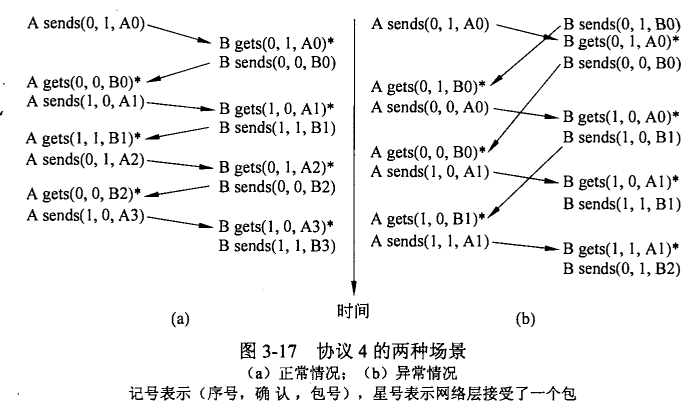 A sends(0, 1, A0)
B gets(0, 1, A0)*
B sends(0, 0, B0)
A gets(0, 0, B0)*
A sends(1, 0, A1)
B gets(1, 0, A1)*
B sends(1, 1, B1)
A gets(1, 1, B1)*
A sends(0, 1, A2)
B gets(0, 1, A2)*
B sends(0, 0, B2)
A gets(0, 0, B2)*
A sends(1, 0, A3)
B gets(1, 0, A3)*
B sends(1, 1, B3)
(a)
时间
A sends(0, 1, A0)
B sends(0, 1, B0)
B gets(0, 1, A0)*
B sends(0, 0, B0)
A gets(0, 1, B0)*
A sends(0, 0, A0)
B gets(1, 0, A0)*
B sends(1, 0, B1)
A gets(0, 0, B0)*
A sends(1, 0, A1)
B gets(1, 0, A1)*
B sends(1, 1, B1)
A gets(1, 0, B1)*
A sends(1, 1, A1)
B gets(1, 1, A1)*
B sends(0, 1, B2)
(b)
图 3-17 协议 4 的两种场景
（a）正常情况；（b）异常情况
记号表示（序号，确认，包号），星号表示网络层接受了一个包